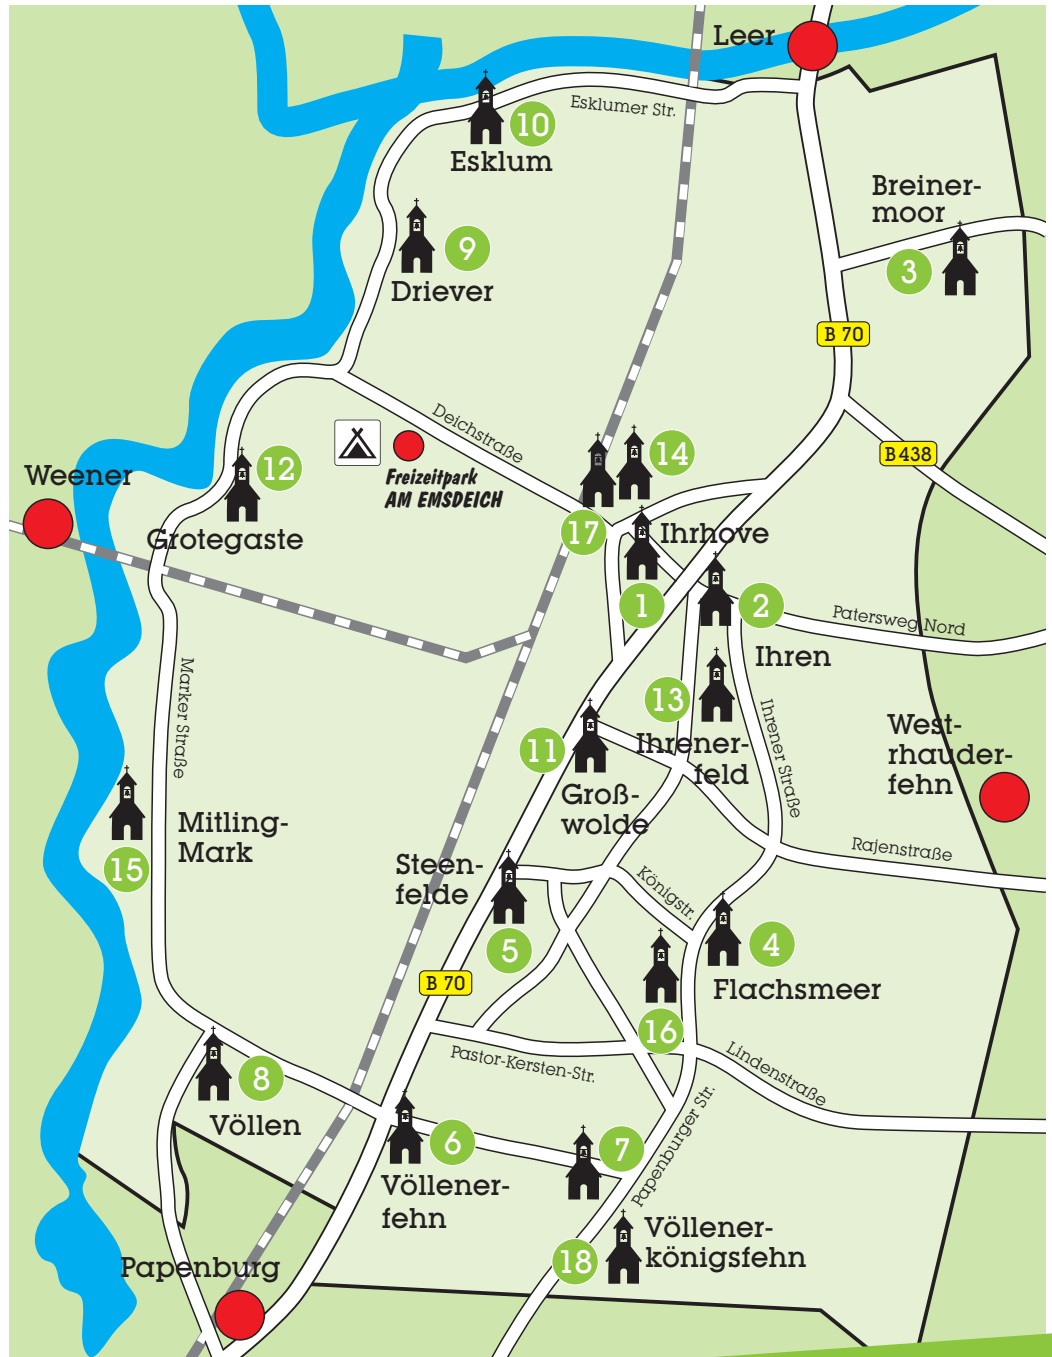 Leer
Esklumer Str.
10
Esklum
Breiner-
moor
3
9
Driever
B 70
Deichstraße
B 438
Freizeitpark
AM EMSDEICH
14
12
Weener
Grotegaste
17
Ihrhove
1
2
Patersweg Nord
Ihren
Marker Straße
13
Ihrener Straße
11
Ihrener-
feld
West-
rhauder-
fehn
Groß-
wolde
Mitling-
Mark
15
Steen-
felde
Königstr.
Rajenstraße
5
4
Flachsmeer
B 70
16
Pastor-Kersten-Str.
Lindenstraße
8
Völlen
6
7
Papenburger Str.
Völlener-
fehn
Völlener-
königsfehn
18
Papenburg